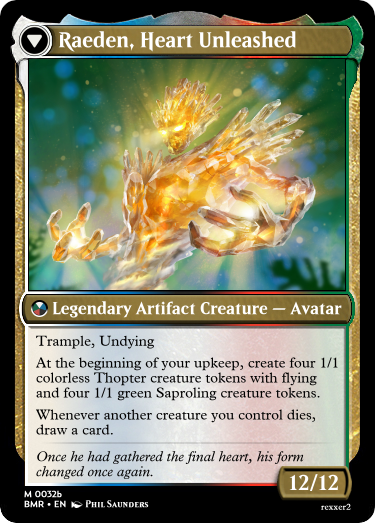 Raeden, Heart Unleashed
Legendary Artifact Creature — Avatar
Trample, Undying
At the beginning of your upkeep, create four 1/1
colorless Thopter creature tokens with flying
and four 1/1 green Saproling creature tokens.
Whenever another creature you control dies,
draw a card.
Once he had gathered the final heart, his form
changed once again.
12/12
M 0032b
BMR • EN Phil Saunders
rexxer2